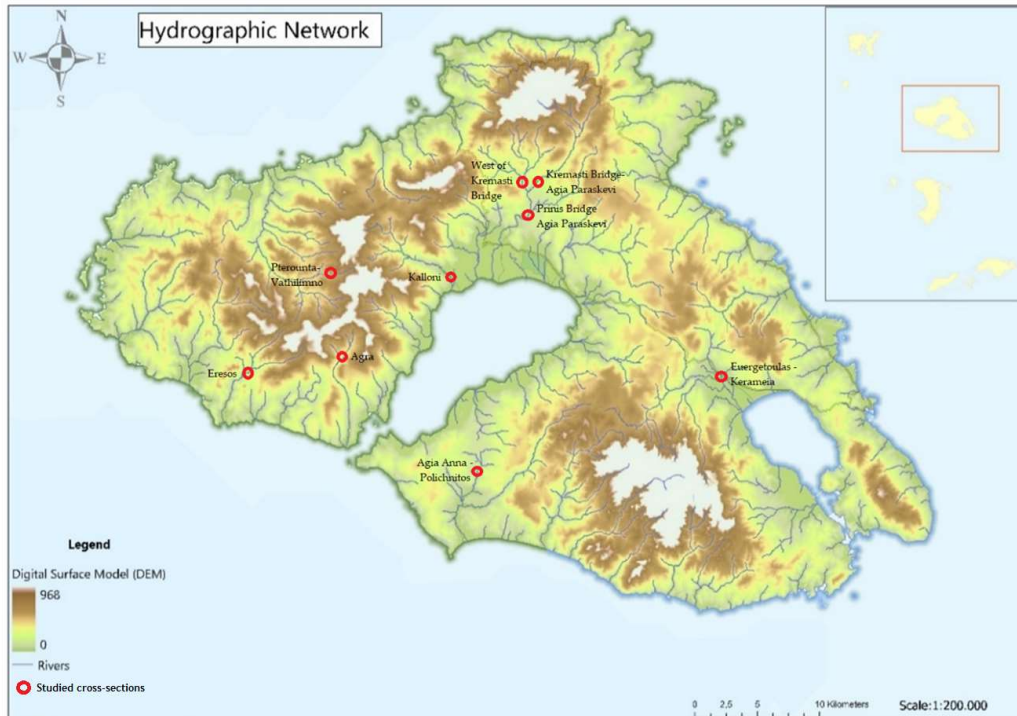 Hydrographic Network
N
W
E
S
West of
Kremasti
Bridge
Kremasti Bridge-
Agia Paraskevi
Prinis Bridge
Agia Paraskevi
Pterounta-
Vathilimno
Kalloni
Agra
Eresos
Euergetoulas -
Kerameia
Agia Anna -
Polichnitos
Legend
Digital Surface Model (DEM)
968
0
Rivers
Studied cross-sections
0 2,5 5 10 Kilometers
Scale:1:200.000